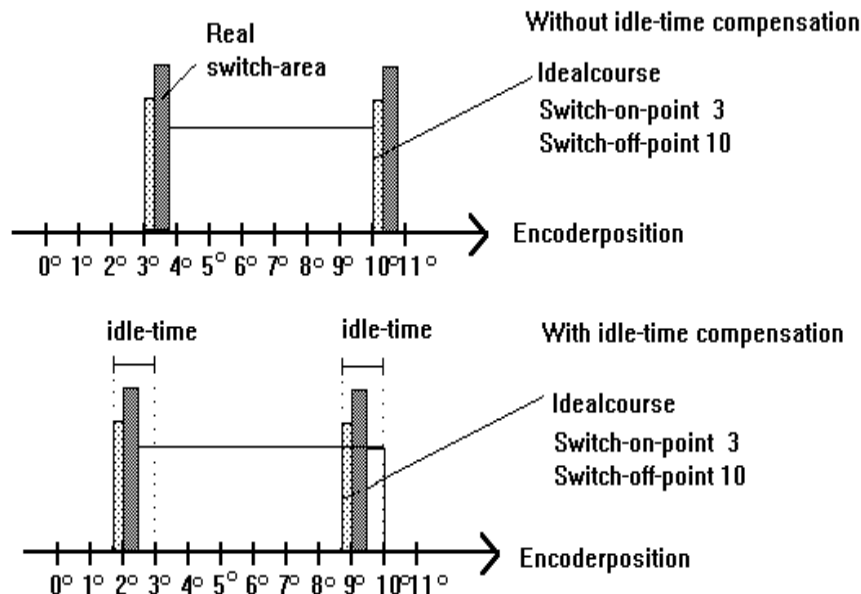 Without idle-time compensation
Real
switch-area
Idealcourse
Switch-on-point 3
Switch-off-point 10
Encoderposition
0° 1° 2° 3° 4° 5° 6° 7° 8° 9° 10° 11°
idle-time idle-time
With idle-time compensation
Idealcourse
Switch-on-point 3
Switch-off-point 10
Encoderposition
0° 1° 2° 3° 4° 5° 6° 7° 8° 9° 10° 11°